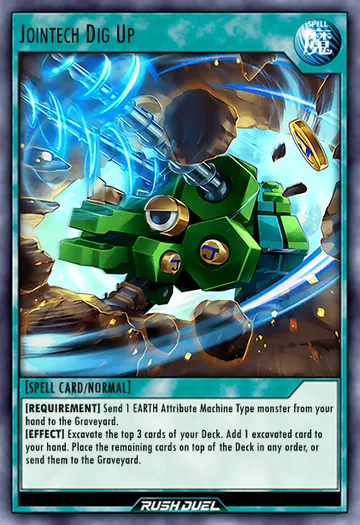 Jointech Dig Up
SPELL
魔
[SPELL CARD/NORMAL]
[REQUIREMENT] Send 1 EARTH Attribute Machine Type monster from your
hand to the Graveyard.
[EFFECT] Excavate the top 3 cards of your Deck. Add 1 excavated card to
your hand. Place the remaining cards on top of the Deck in any order, or
send them to the Graveyard.
RUSH DUEL